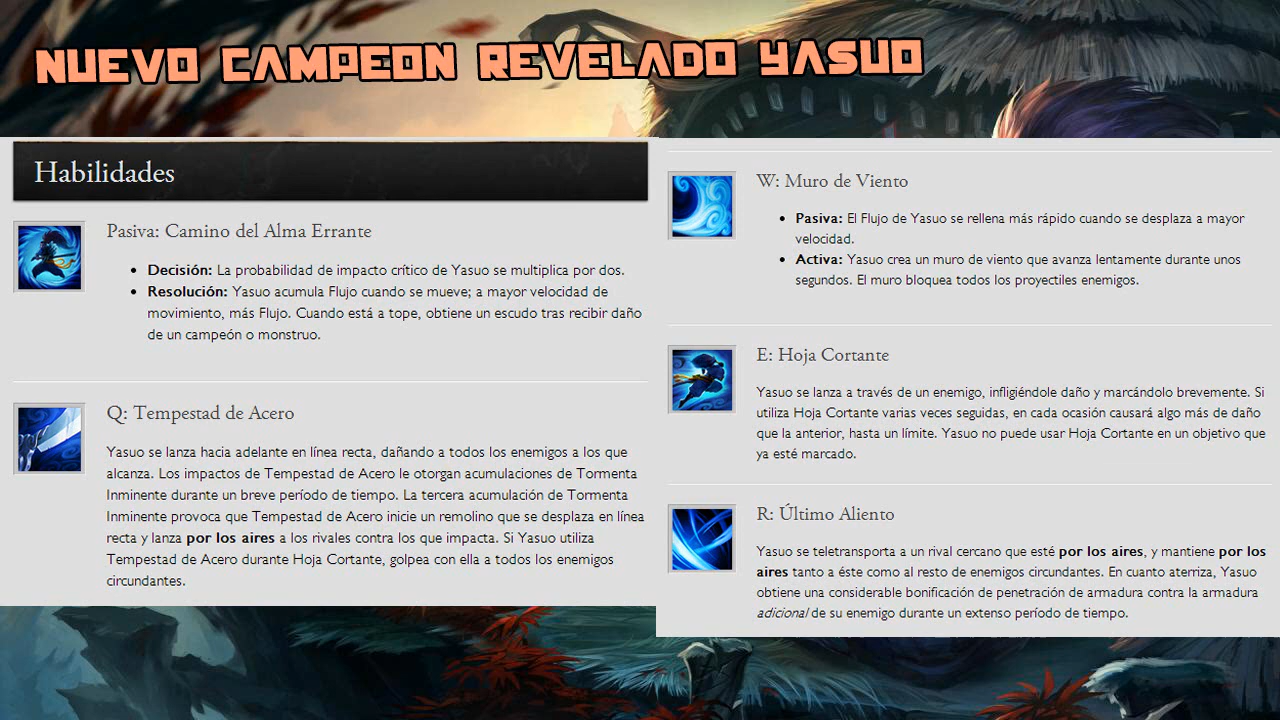 NUEVO CAMPEON REVELADO YASUO
Habilidades
Pasiva: Camino del Alma Errante
• Decisión: La probabilidad de impacto crítico de Yasuo se multiplica por dos.
• Resolución: Yasuo acumula Flujo cuando se mueve; a mayor velocidad de
movimiento, más Flujo. Cuando está a tope, obtiene un escudo tras recibir daño
de un campeón o monstruo.
Q: Tempestad de Acero
Yasuo se lanza hacia adelante en línea recta, dañando a todos los enemigos a los que
alcanza. Los impactos de Tempestad de Acero le otorgan acumulaciones de Tormenta
Inminente durante un breve período de tiempo. La tercera acumulación de Tormenta
Inminente provoca que Tempestad de Acero inicie un remolino que se desplaza en línea
recta y lanza por los aires a los rivales contra los que impacta. Si Yasuo utiliza
Tempestad de Acero durante Hoja Cortante, golpea con ella a todos los enemigos
circundantes.
W: Muro de Viento
• Pasiva: El Flujo de Yasuo se rellena más rápido cuando se desplaza a mayor
velocidad.
• Activa: Yasuo crea un muro de viento que avanza lentamente durante unos
segundos. El muro bloquea todos los proyectiles enemigos.
E: Hoja Cortante
Yasuo se lanza a través de un enemigo, infligiéndole daño y marcándolo brevemente. Si
utiliza Hoja Cortante varias veces seguidas, en cada ocasión causará algo más de daño
que la anterior, hasta un límite. Yasuo no puede usar Hoja Cortante en un objetivo que
ya esté marcado.
R: Último Aliento
Yasuo se teletransporta a un rival cercano que esté por los aires, y mantiene por los
aires tanto a éste como al resto de enemigos circundantes. En cuanto aterriza, Yasuo
obtiene una considerable bonificación de penetración de armadura contra la armadura
adicional de su enemigo durante un extenso período de tiempo.